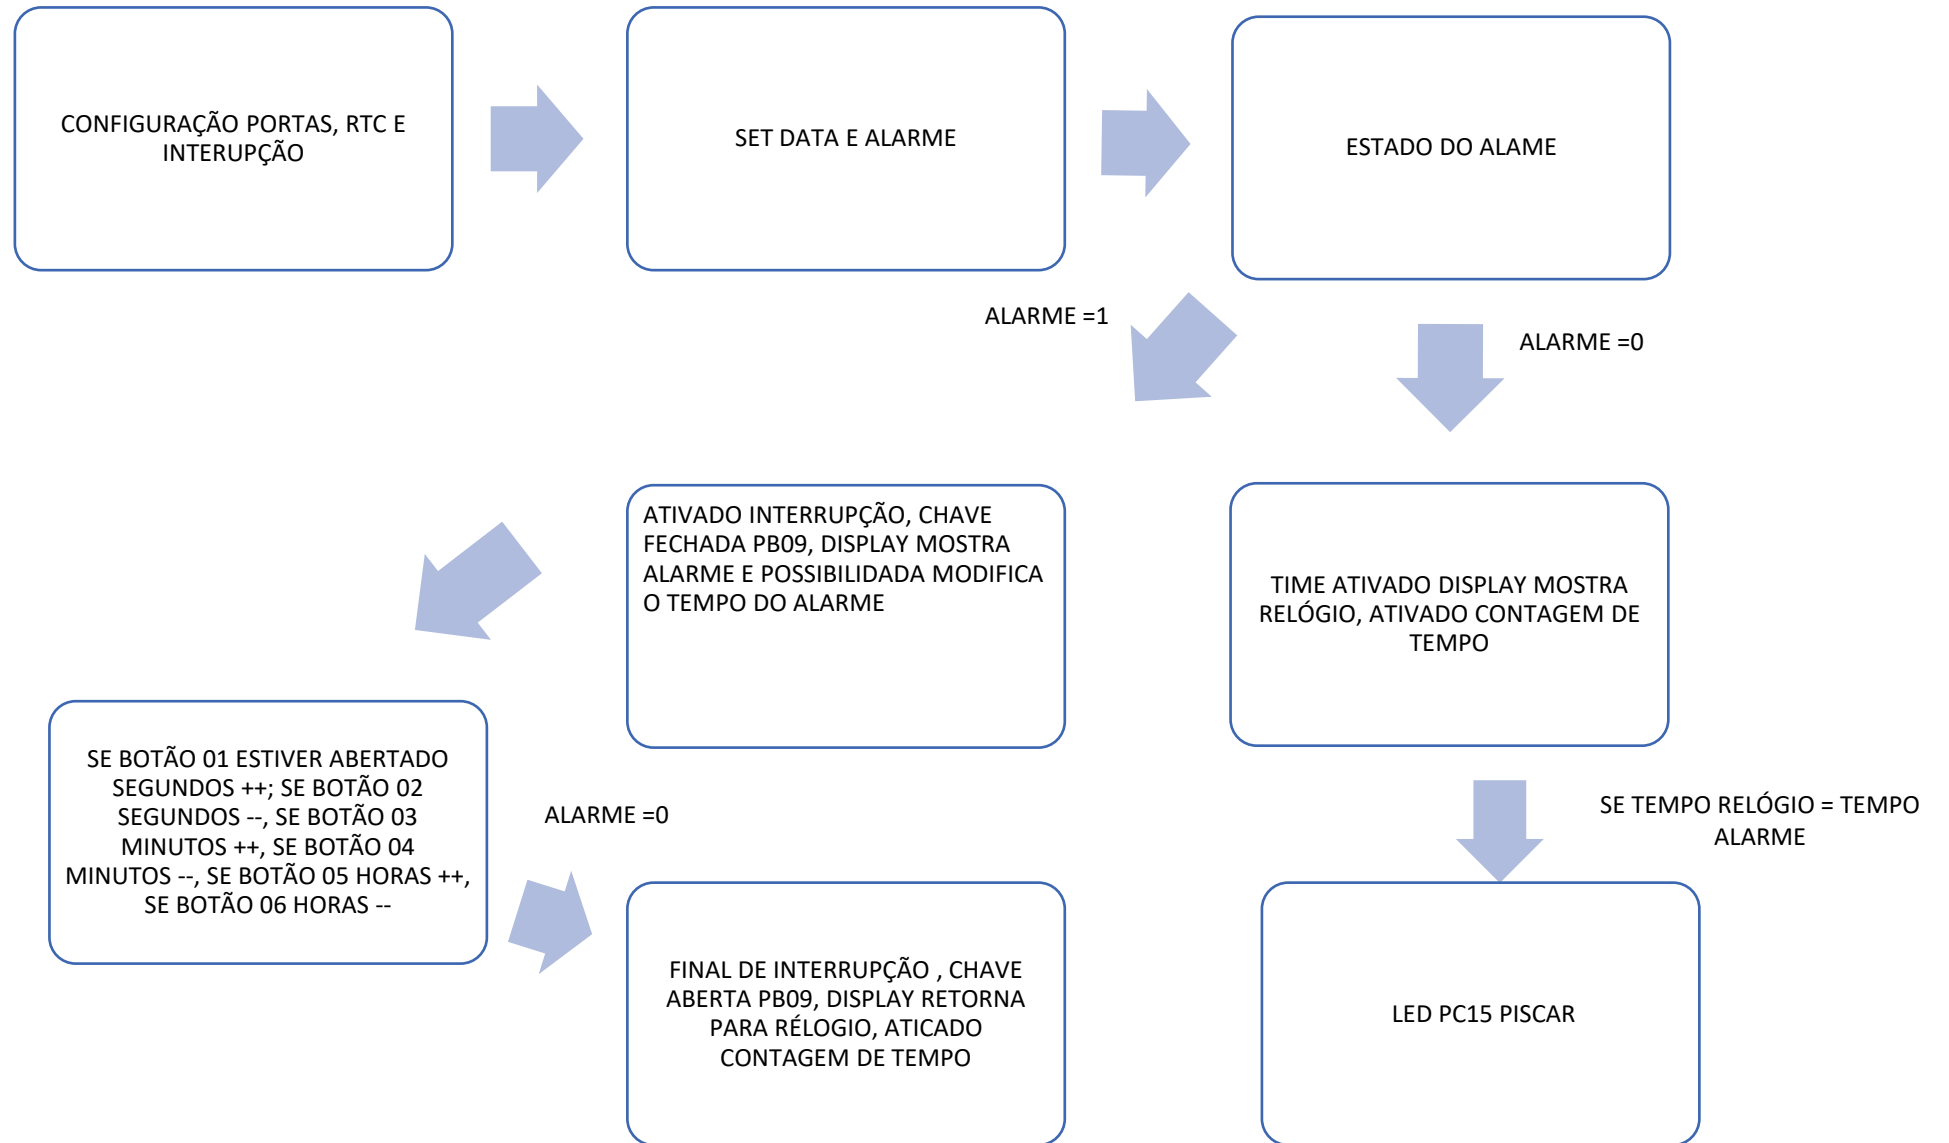 CONFIGURAÇÃO PORTAS, RTC E
INTERUPÇÃO
SET DATA E ALARME
ESTADO DO ALAME
ALARME =1
ALARME =0
ATIVADO INTERRUPÇÃO, CHAVE
FECHADA PB09, DISPLAY MOSTRA
ALARME E POSSIBILIDADA MODIFICA
O TEMPO DO ALARME
TIME ATIVADO DISPLAY MOSTRA
RELÓGIO, ATIVADO CONTAGEM DE
TEMPO
SE BOTÃO 01 ESTIVER ABERTADO
SEGUNDOS ++; SE BOTÃO 02
SEGUNDOS --, SE BOTÃO 03
MINUTOS ++, SE BOTÃO 04
MINUTOS --, SE BOTÃO 05 HORAS ++,
SE BOTÃO 06 HORAS --
ALARME =0
SE TEMPO RELÓGIO = TEMPO
ALARME
FINAL DE INTERRUPÇÃO , CHAVE
ABERTA PB09, DISPLAY RETORNA
PARA RÉLOGIO, ATICADO
CONTAGEM DE TEMPO
LED PC15 PISCAR